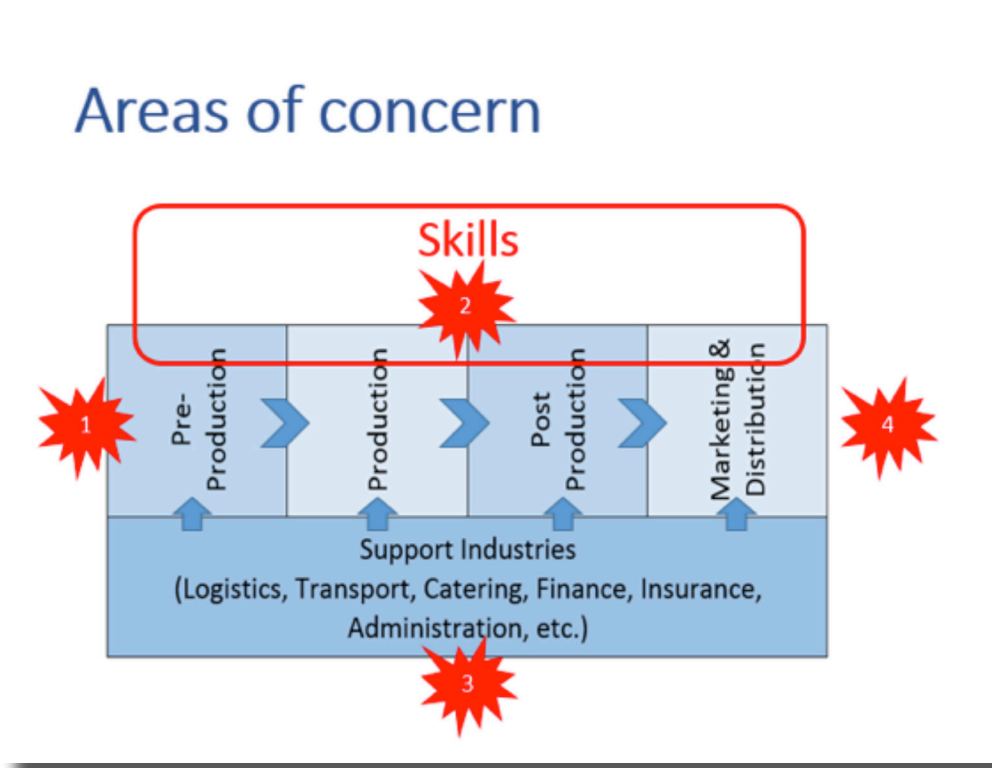 Areas of concern
Skills
2
1
Pre-
Production
Production
Post
Production
Marketing &
Distribution
4
Support Industries
(Logistics, Transport, Catering, Finance, Insurance,
Administration, etc.)
3